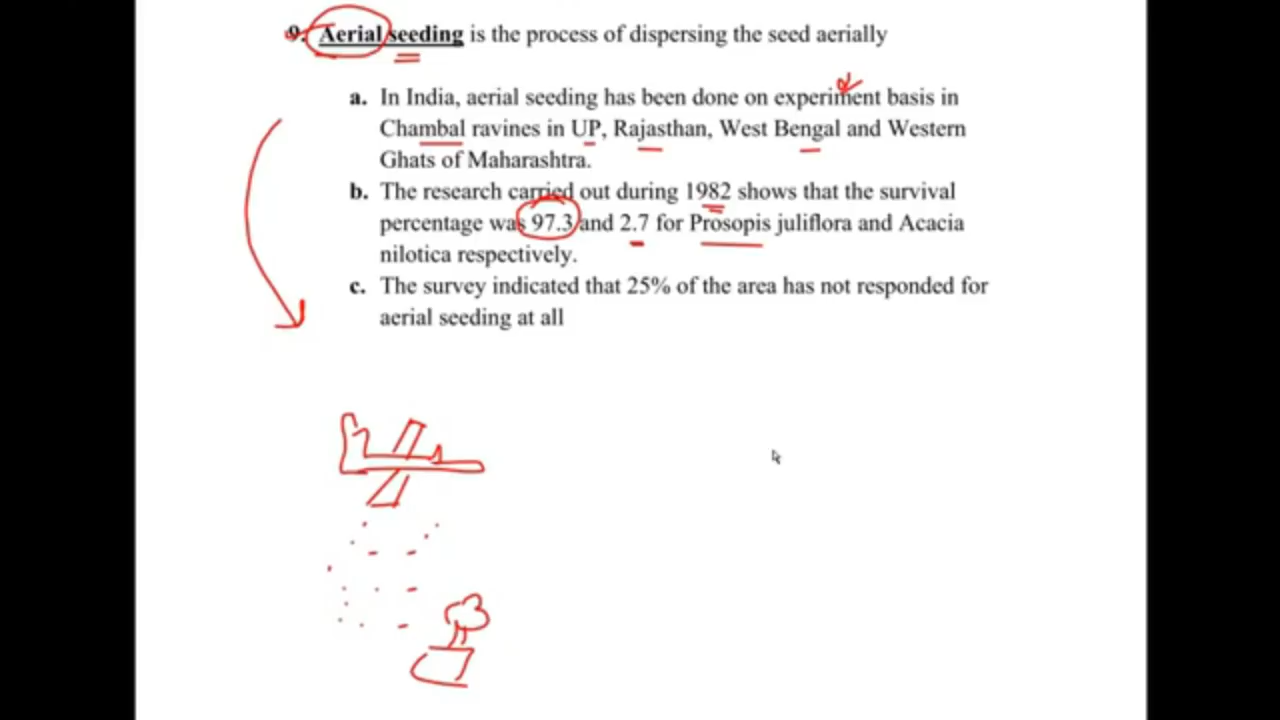 9. Aerial seeding is the process of dispersing the seed aerially
a. In India, aerial seeding has been done on experiment basis in
Chambal ravines in UP, Rajasthan, West Bengal and Western
Ghats of Maharashtra.
b. The research carried out during 1982 shows that the survival
percentage was 97.3 and 2.7 for Prosopis juliflora and Acacia
nilotica respectively.
c. The survey indicated that 25% of the area has not responded for
aerial seeding at all